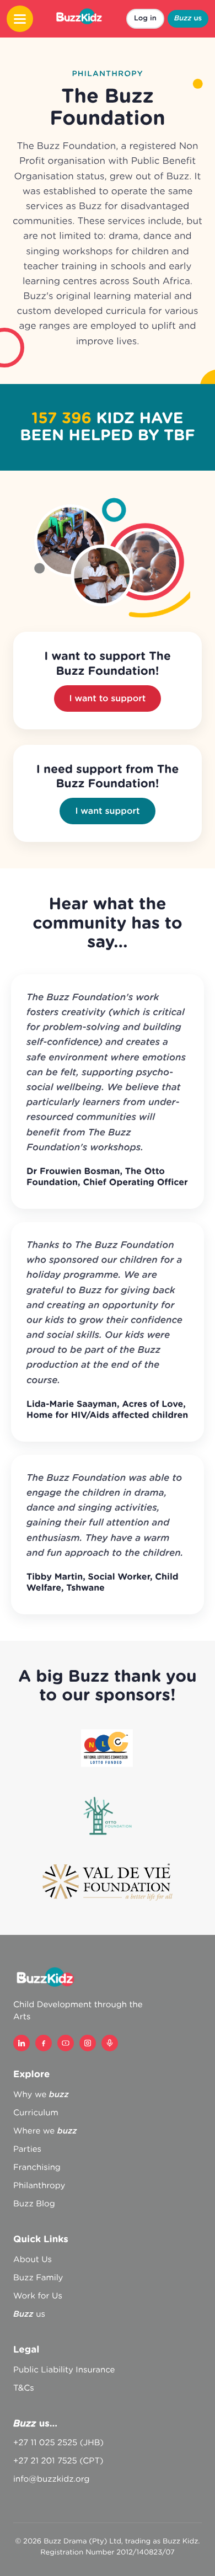 BuzzKidz
Log in
Buzz us
PHILANTHROPY
The Buzz
Foundation
The Buzz Foundation, a registered Non
Profit organisation with Public Benefit
Organisation status, grew out of Buzz. It
was established to operate the same
services as Buzz for disadvantaged
communities. These services include, but
are not limited to: drama, dance and
singing workshops for children and
teacher training in schools and early
learning centres across South Africa.
Buzz's original learning material and
custom developed curricula for various
age ranges are employed to uplift and
improve lives.
157 396 KIDZ HAVE
BEEN HELPED BY TBF
I want to support The
Buzz Foundation!
I want to support
I need support from The
Buzz Foundation!
I want support
Hear what the
community has to
say...
The Buzz Foundation's work
fosters creativity (which is critical
for problem-solving and building
self-confidence) and creates a
safe environment where emotions
can be felt, supporting psycho-
social wellbeing. We believe that
particularly learners from under-
resourced communities will
benefit from The Buzz
Foundation's workshops.
Dr Frouwien Bosman, The Otto
Foundation, Chief Operating Officer
Thanks to The Buzz Foundation
who sponsored our children for a
holiday programme. We are
grateful to Buzz for giving back
and creating an opportunity for
our kids to grow their confidence
and social skills. Our kids were
proud to be part of the Buzz
production at the end of the
course.
Lida-Marie Saayman, Acres of Love,
Home for HIV/Aids affected children
The Buzz Foundation was able to
engage the children in drama,
dance and singing activities,
gaining their full attention and
enthusiasm. They have a warm
and fun approach to the children.
Tibby Martin, Social Worker, Child
Welfare, Tshwane
A big Buzz thank you
to our sponsors!
NLC
NATIONAL LOTTERIES COMMISSION
LOTTO FUNDED
OTTO
FOUNDATION
VAL DE VIE
FOUNDATION
a better life for all
BuzzKidz
Child Development through the
Arts
Explore
Why we buzz
Curriculum
Where we buzz
Parties
Franchising
Philanthropy
Buzz Blog
Quick Links
About Us
Buzz Family
Work for Us
Buzz us
Legal
Public Liability Insurance
T&Cs
Buzz us...
+27 11 025 2525 (JHB)
+27 21 201 7525 (CPT)
info@buzzkidz.org
© 2026 Buzz Drama (Pty) Ltd, trading as Buzz Kidz.
Registration Number 2012/140823/07